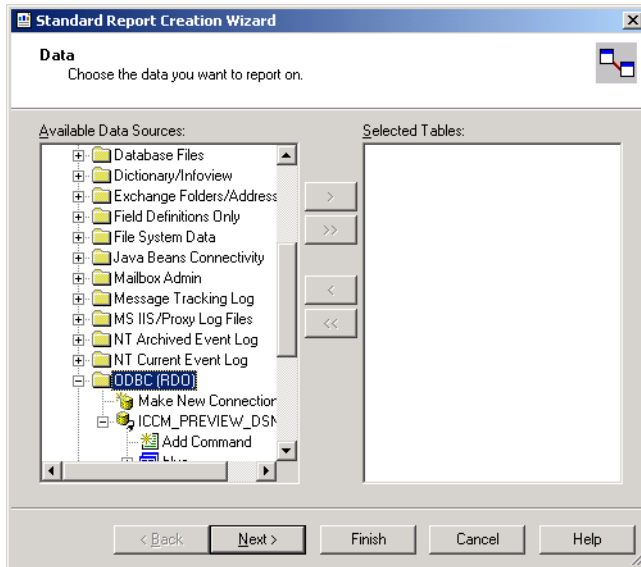 Standard Report Creation Wizard
Data
Choose the data you want to report on.
Available Data Sources:
Selected Tables:
Database Files
Dictionary/Infoview
Exchange Folders/Address
Field Definitions Only
File System Data
Java Beans Connectivity
Mailbox Admin
Message Tracking Log
MS IIS/Proxy Log Files
NT Archived Event Log
NT Current Event Log
ODBC (RDO)
Make New Connection
ICCM_PREVIEW_DSN
Add Command
>
>>
<
<<
< Back
Next >
Finish
Cancel
Help